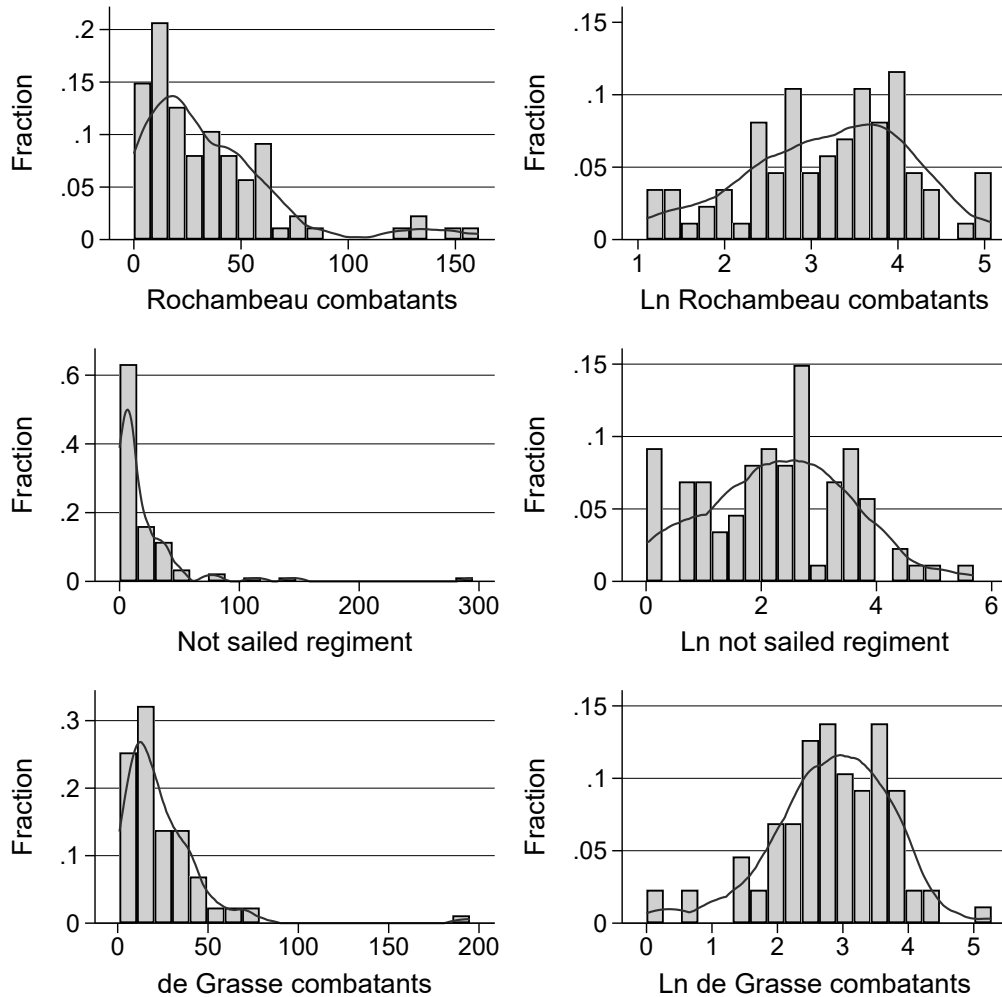 Fraction
.2
.15
.1
.05
0
0 50 100 150
Rochambeau combatants
Fraction
.15
.1
.05
0
1 2 3 4 5
Ln Rochambeau combatants
Fraction
.6
.4
.2
0
0 100 200 300
Not sailed regiment
Fraction
.15
.1
.05
0
0 2 4 6
Ln not sailed regiment
Fraction
.3
.2
.1
0
0 50 100 150 200
de Grasse combatants
Fraction
.15
.1
.05
0
0 1 2 3 4 5
Ln de Grasse combatants